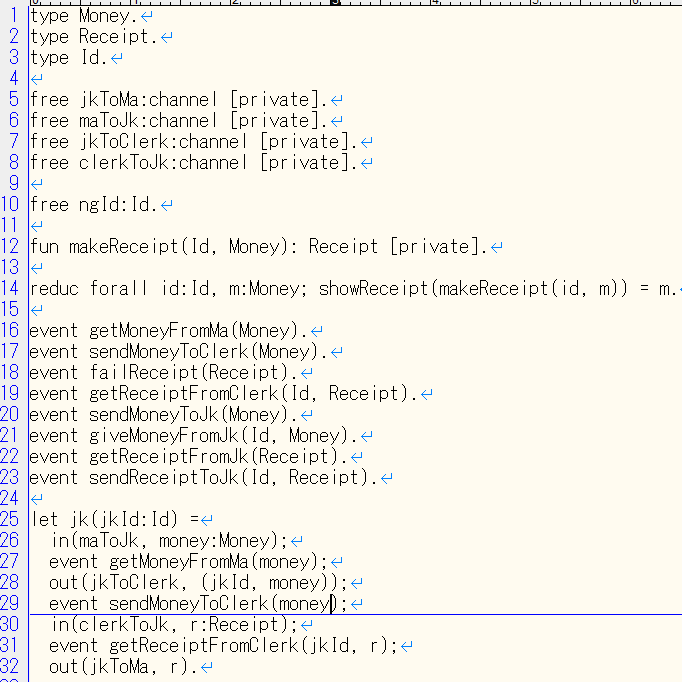 1 type Money.↵
2 type Receipt.↵
3 type Id.↵
4 ↵
5 free jkToMa:channel [private].↵
6 free maToJk:channel [private].↵
7 free jkToClerk:channel [private].↵
8 free clerkToJk:channel [private].↵
9 ↵
10 free ngId:Id.↵
11 ↵
12 fun makeReceipt(Id, Money): Receipt [private].↵
13 ↵
14 reduc forall id:Id, m:Money; showReceipt(makeReceipt(id, m)) = m.↵
15 ↵
16 event getMoneyFromMa(Money).↵
17 event sendMoneyToClerk(Money).↵
18 event failReceipt(Receipt).↵
19 event getReceiptFromClerk(Id, Receipt).↵
20 event sendMoneyToJk(Money).↵
21 event giveMoneyFromJk(Id, Money).↵
22 event getReceiptFromJk(Receipt).↵
23 event sendReceiptToJk(Id, Receipt).↵
24 ↵
25 let jk(jkId:Id) =↵
26   in(maToJk, money:Money);↵
27   event getMoneyFromMa(money);↵
28   out(jkToClerk, (jkId, money));↵
29   event sendMoneyToClerk(money);↵
30   in(clerkToJk, r:Receipt);↵
31   event getReceiptFromClerk(jkId, r);↵
32   out(jkToMa, r).↵